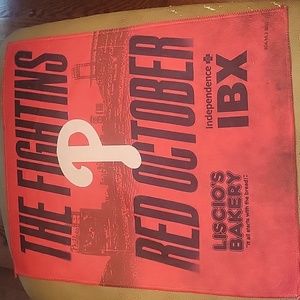 THE FIGHTINS
P
RED OCTOBER
Independence
IBX
LISCIO'S
BAKERY
"It all starts with the bread!"